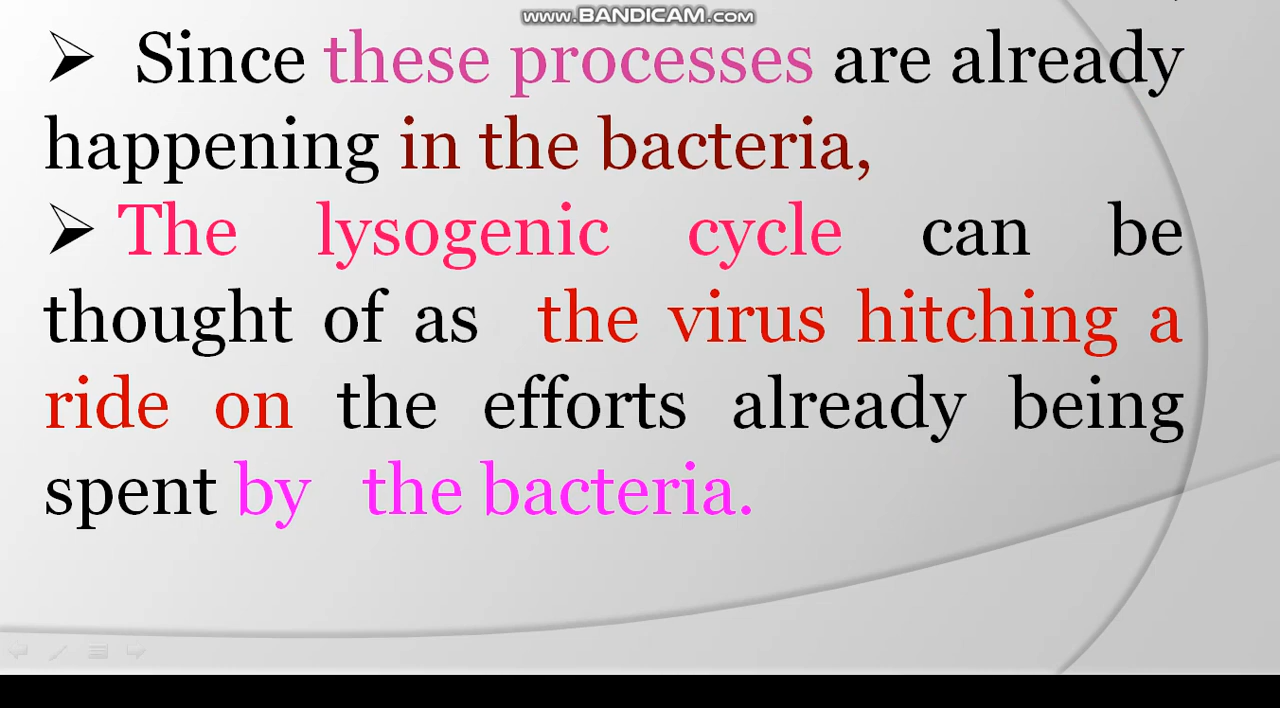 www.BANDICAM.com
➢ Since these processes are already
happening in the bacteria,
➢ The lysogenic cycle can be
thought of as the virus hitching a
ride on the efforts already being
spent by the bacteria.